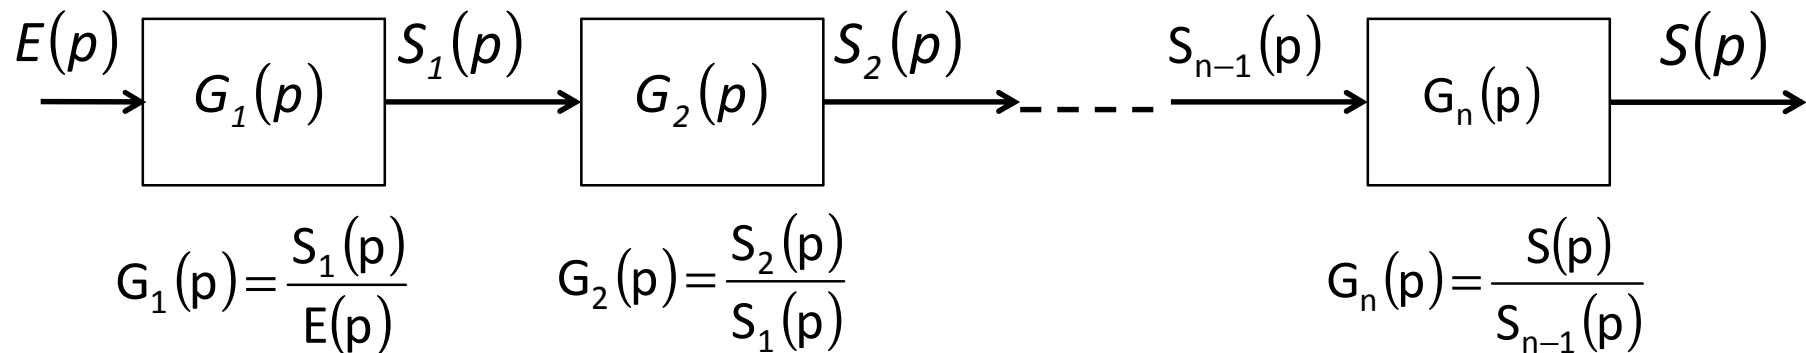 E(p) S₁(p) S₂(p) Sₙ₋₁(p) S(p)
G₁(p) G₂(p) Gₙ(p)
G₁(p) = S₁(p) / E(p) G₂(p) = S₂(p) / S₁(p) Gₙ(p) = S(p) / Sₙ₋₁(p)